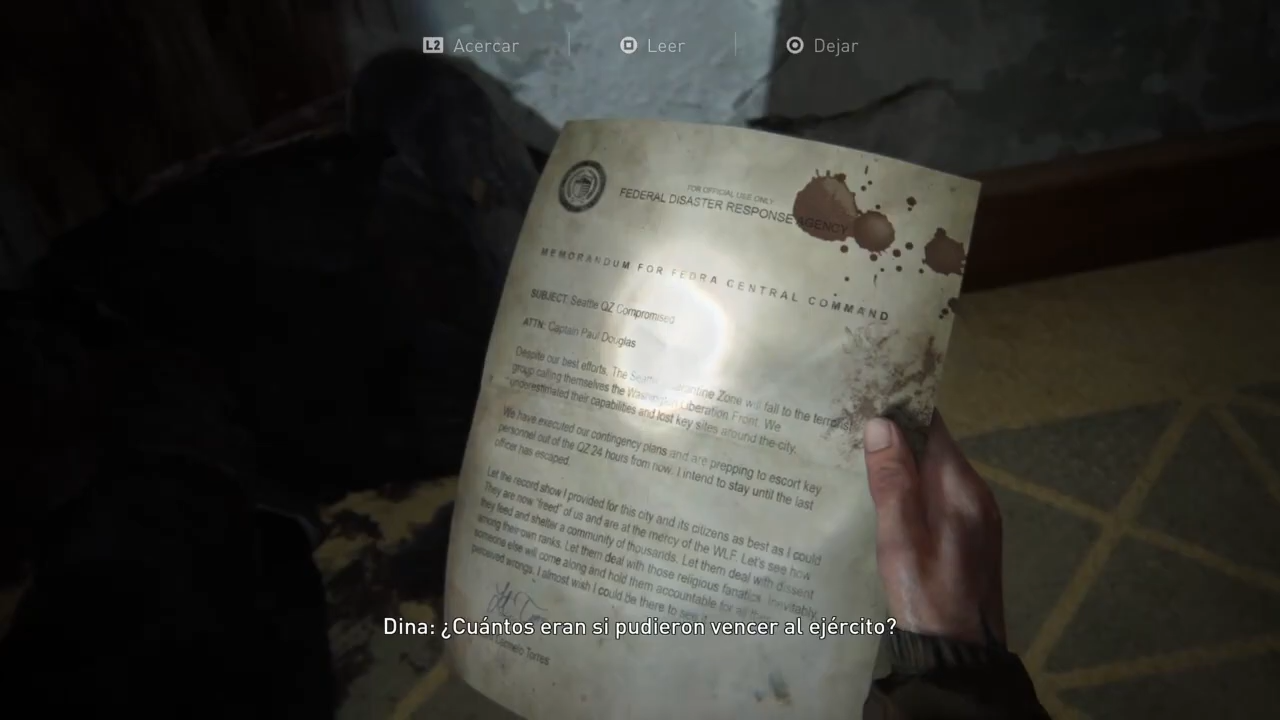 L2 Acercar Leer Dejar
FOR OFFICIAL USE ONLY
FEDERAL DISASTER RESPONSE AGENCY
MEMORANDUM FOR FEDRA CENTRAL COMMAND
SUBJECT: Seattle QZ Compromised
ATTN: Captain Paul Douglas
Despite our best efforts, The Seattle Quarantine Zone will fall to the terrorist
group calling themselves the Washington Liberation Front. We
underestimated their capabilities and lost key sites around the city.
We have executed our contingency plans and are prepping to escort key
personnel out of the QZ 24 hours from now. I intend to stay until the last
officer has escaped.
Let the record show I provided for this city and its citizens as best as I could
They are now "freed" of us and are at the mercy of the WLF. Let's see how
they feed and shelter a community of thousands. Let them deal with dissent
among their own ranks. Let them deal with those religious fanatics. Inevitably
someone else will come along and hold them accountable for all
perceived wrongs. I almost wish I could be there to see
Dina: ¿Cuántos eran si pudieron vencer al ejército?
Torres